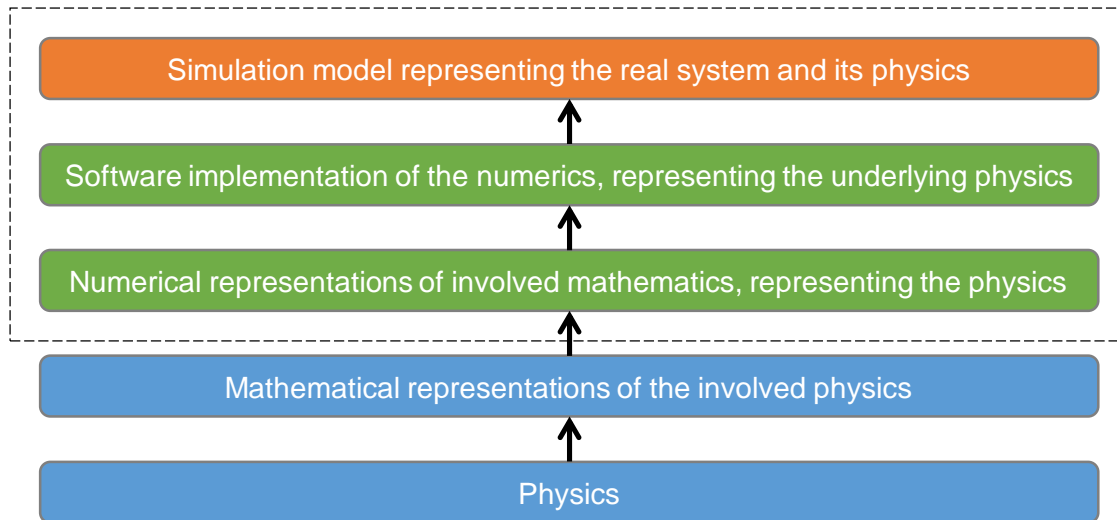 Simulation model representing the real system and its physics
Software implementation of the numerics, representing the underlying physics
Numerical representations of involved mathematics, representing the physics
Mathematical representations of the involved physics
Physics